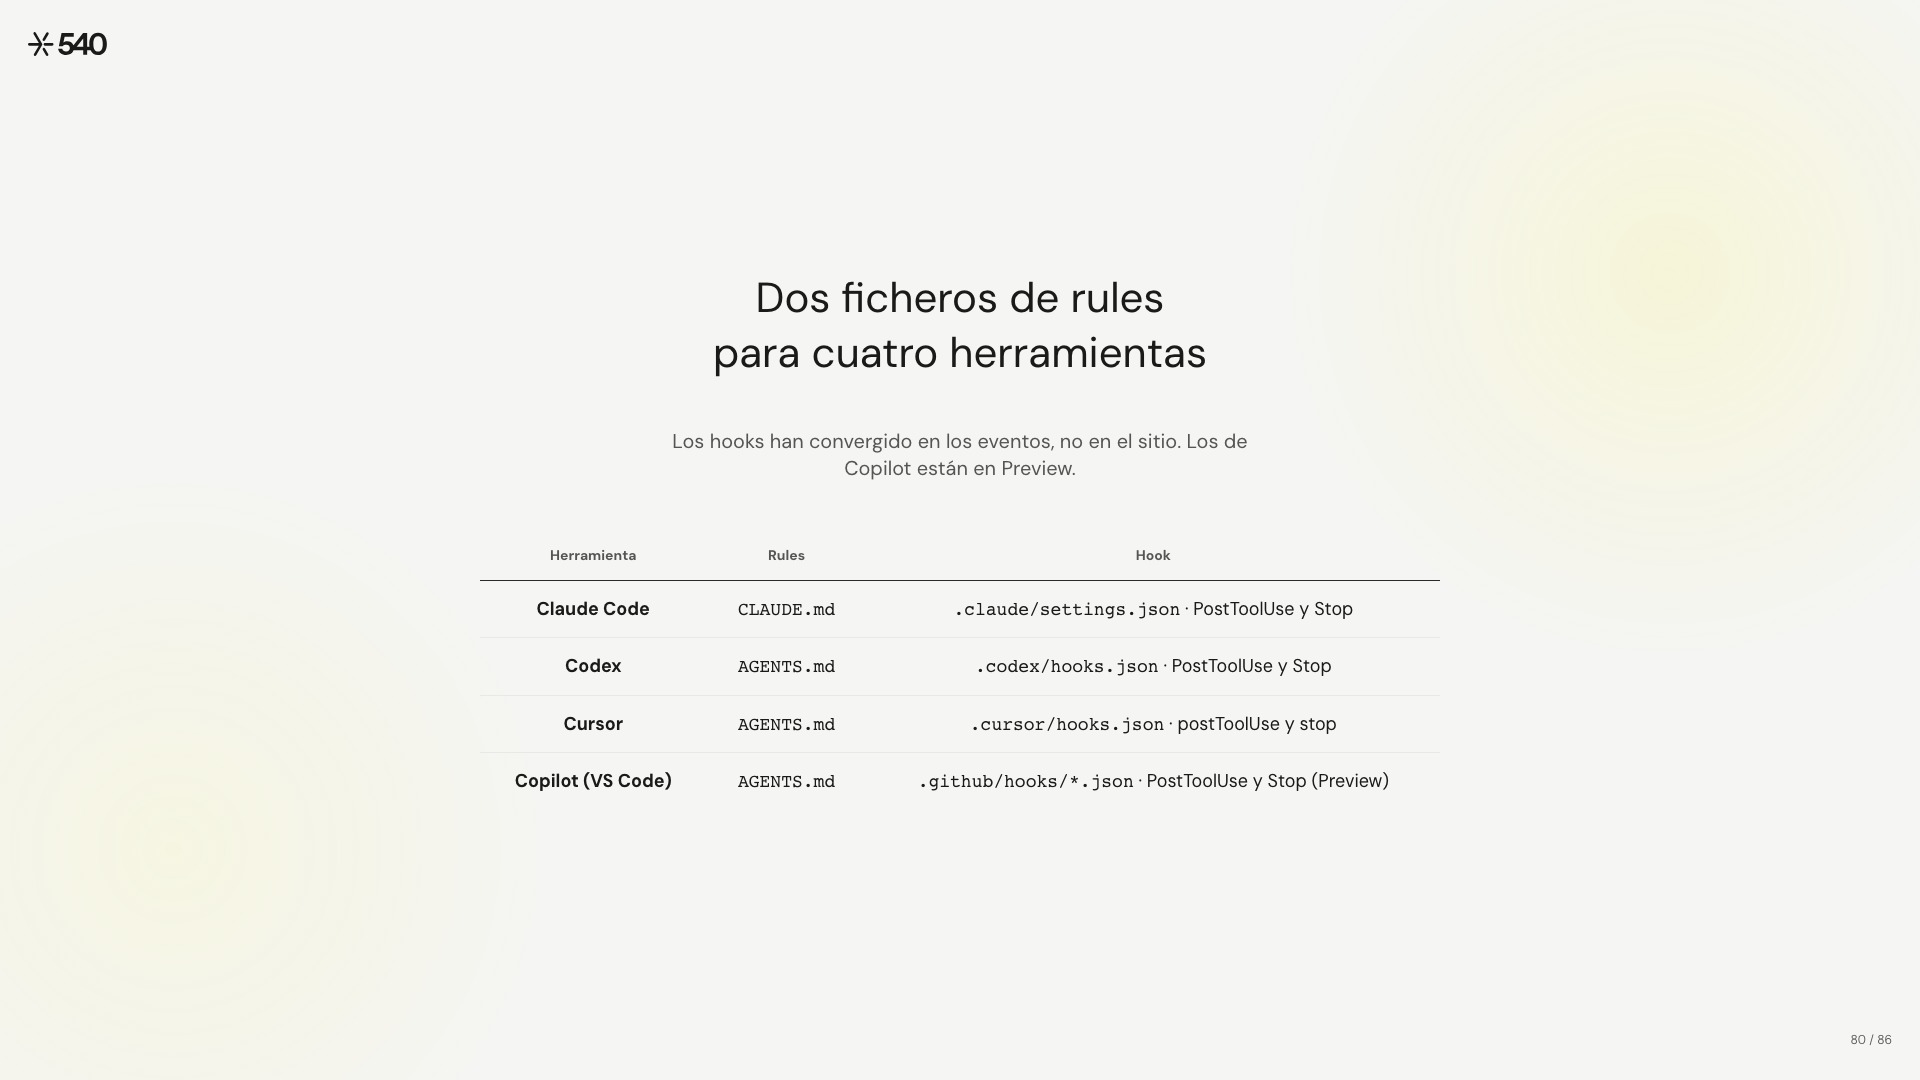 540
Dos ficheros de rules
para cuatro herramientas
Los hooks han convergido en los eventos, no en el sitio. Los de
Copilot están en Preview.
Herramienta Rules Hook
Claude Code CLAUDE.md .claude/settings.json · PostToolUse y Stop
Codex AGENTS.md .codex/hooks.json · PostToolUse y Stop
Cursor AGENTS.md .cursor/hooks.json · postToolUse y stop
Copilot (VS Code) AGENTS.md .github/hooks/*.json · PostToolUse y Stop (Preview)
80 / 86